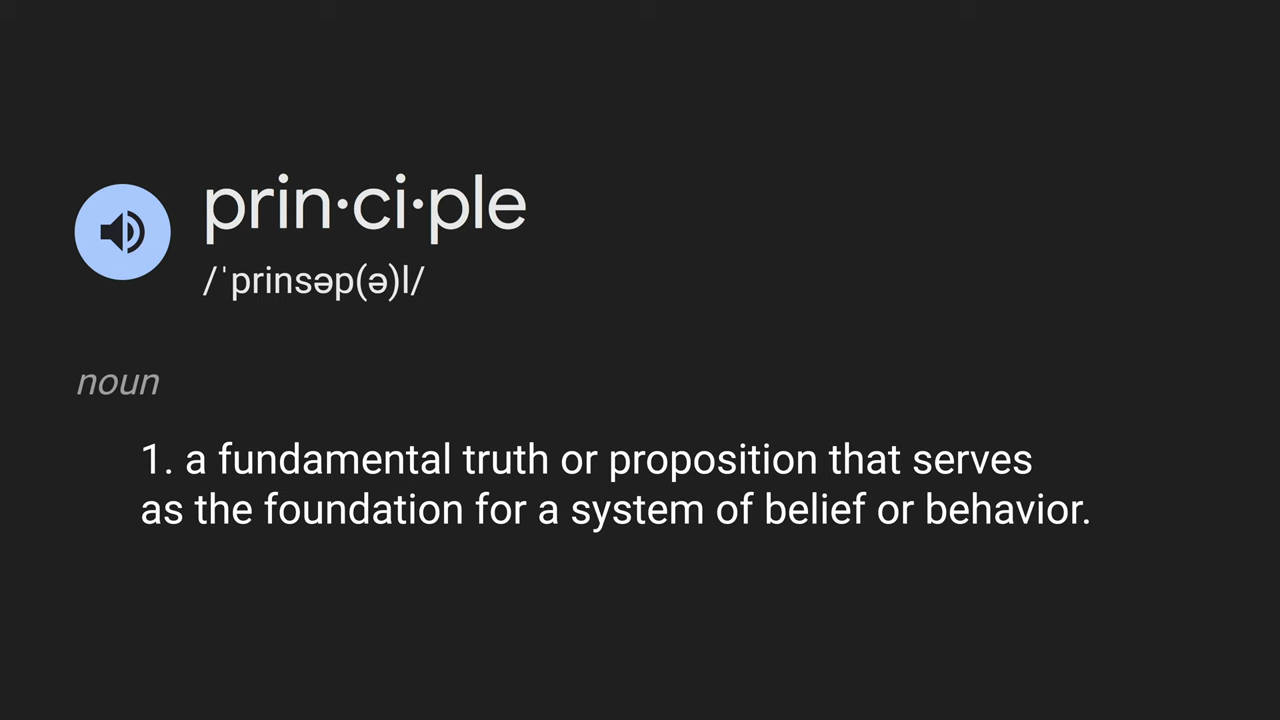 prin·ci·ple
/ˈprinsəp(ə)l/
noun
1. a fundamental truth or proposition that serves
as the foundation for a system of belief or behavior.